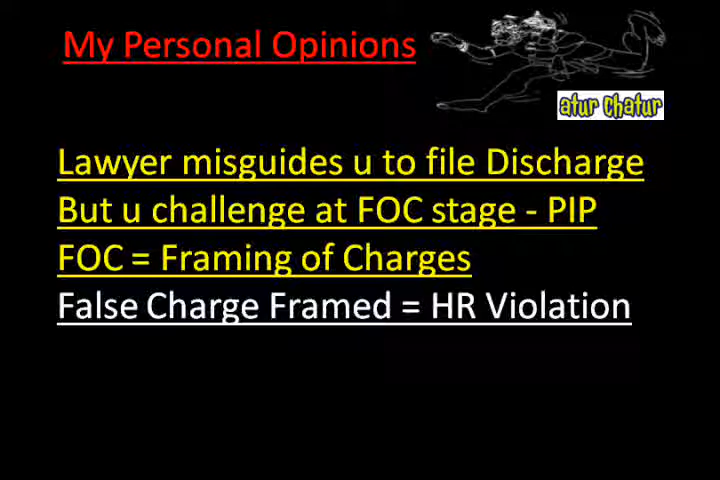 My Personal Opinions
atur chatur
Lawyer misguides u to file Discharge
But u challenge at FOC stage - PIP
FOC = Framing of Charges
False Charge Framed = HR Violation